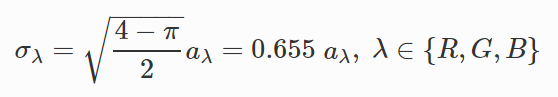 σ_λ = √((4 − π)/2) a_λ = 0.655 a_λ, λ ∈ {R, G, B}